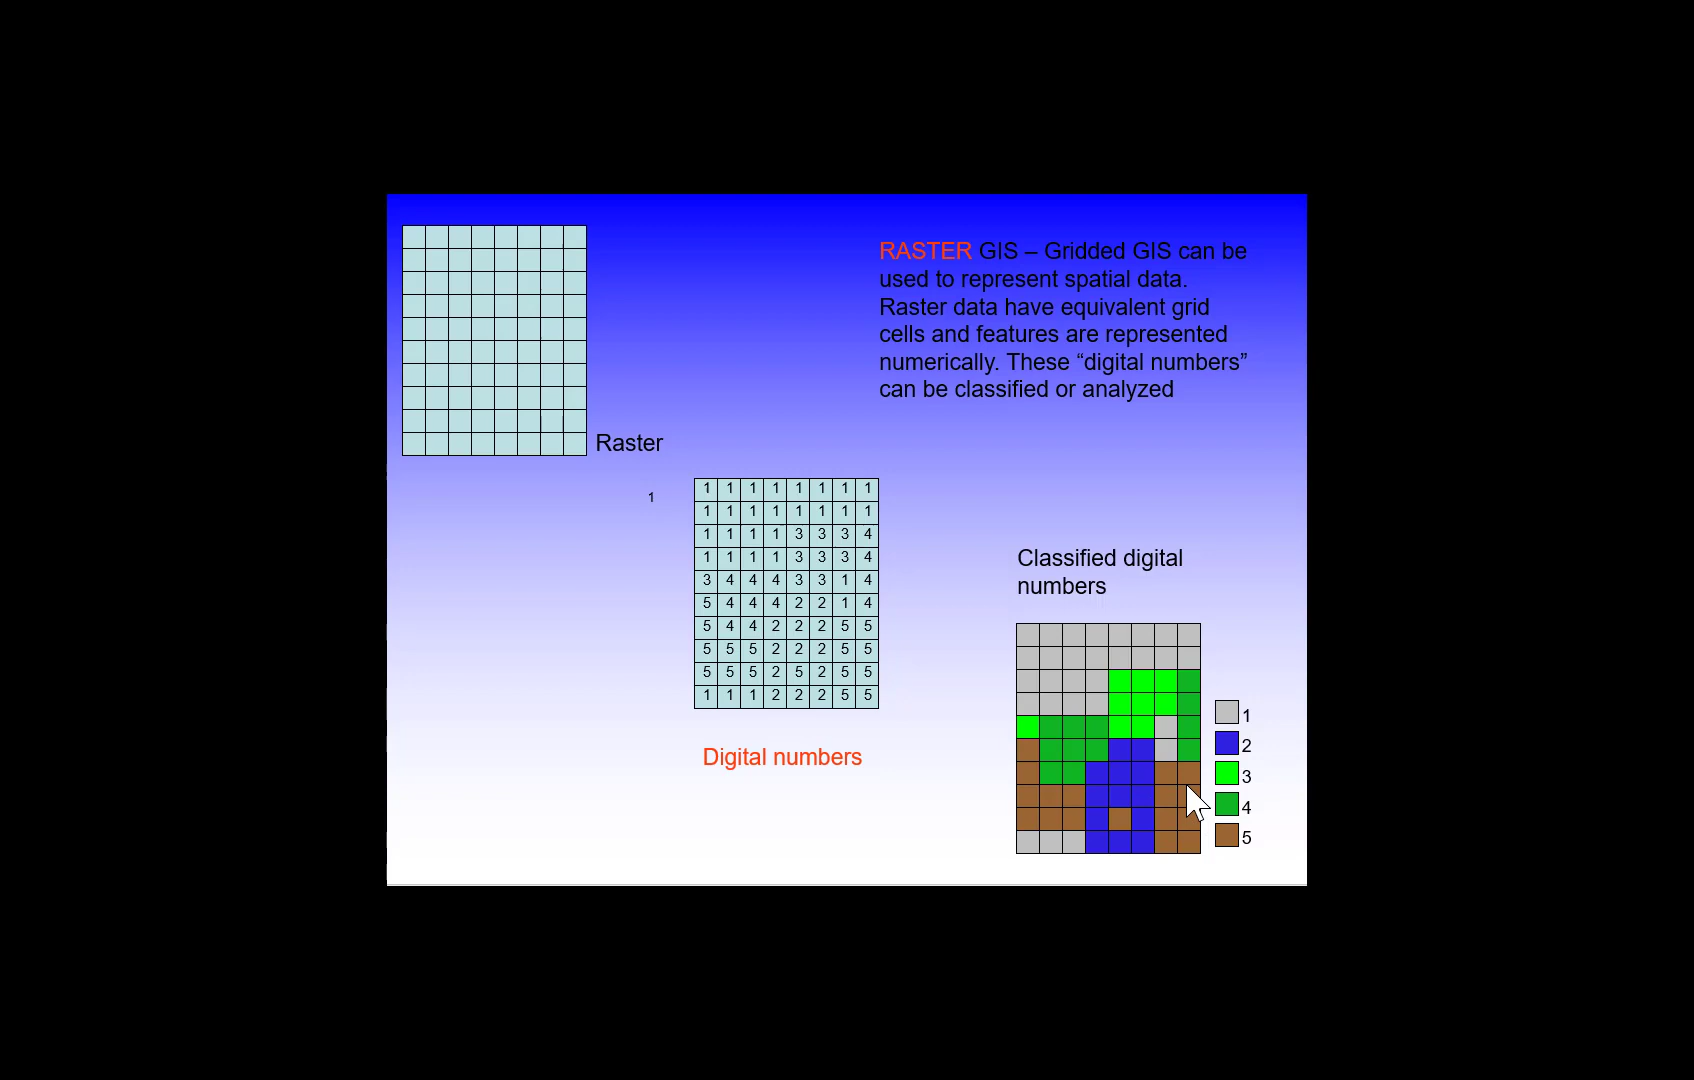 RASTER GIS – Gridded GIS can be
used to represent spatial data.
Raster data have equivalent grid
cells and features are represented
numerically. These “digital numbers”
can be classified or analyzed
Raster
1
1 1 1 1 1 1 1 1
1 1 1 1 1 1 1 1
1 1 1 1 3 3 3 4
1 1 1 1 3 3 3 4
3 4 4 4 3 3 1 4
5 4 4 4 2 2 1 4
5 4 4 2 2 2 5 5
5 5 5 2 2 2 5 5
5 5 5 2 5 2 5 5
1 1 1 2 2 2 5 5
Digital numbers
Classified digital
numbers
1
2
3
4
5